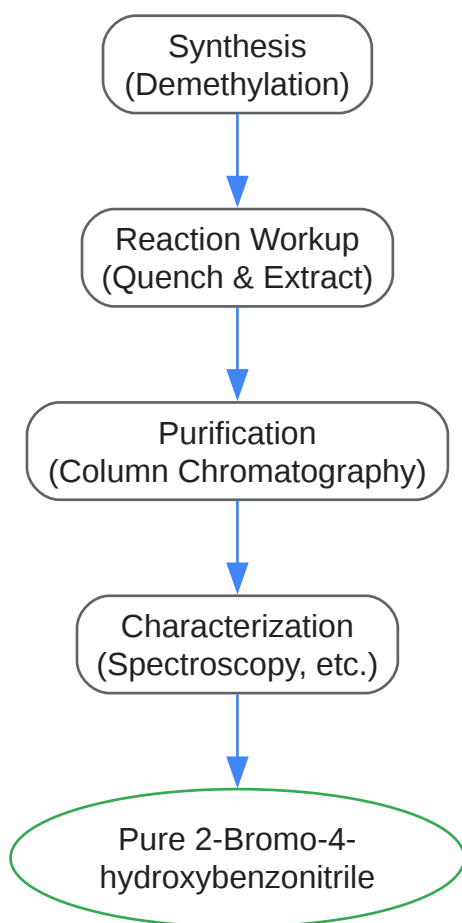 Synthesis
(Demethylation)
Reaction Workup
(Quench & Extract)
Purification
(Column Chromatography)
Characterization
(Spectroscopy, etc.)
Pure 2-Bromo-4-
hydroxybenzonitrile